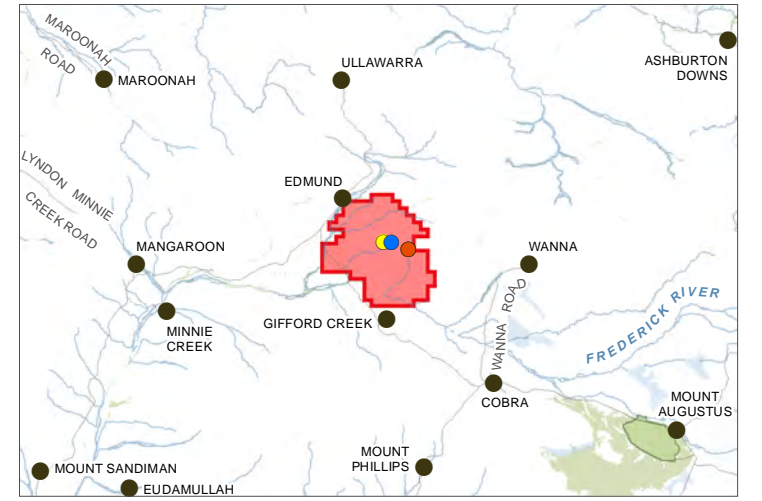 MAROONAH
ROAD
MAROONAH
ULLAWARRA
ASHBURTON
DOWNS
LYNDON MINNIE
CREEK ROAD
EDMUND
MANGAROON
WANNA
WANNA ROAD
FREDERICK RIVER
MINNIE
CREEK
GIFFORD CREEK
COBRA
MOUNT
AUGUSTUS
MOUNT
PHILLIPS
MOUNT SANDIMAN
EUDAMULLAH